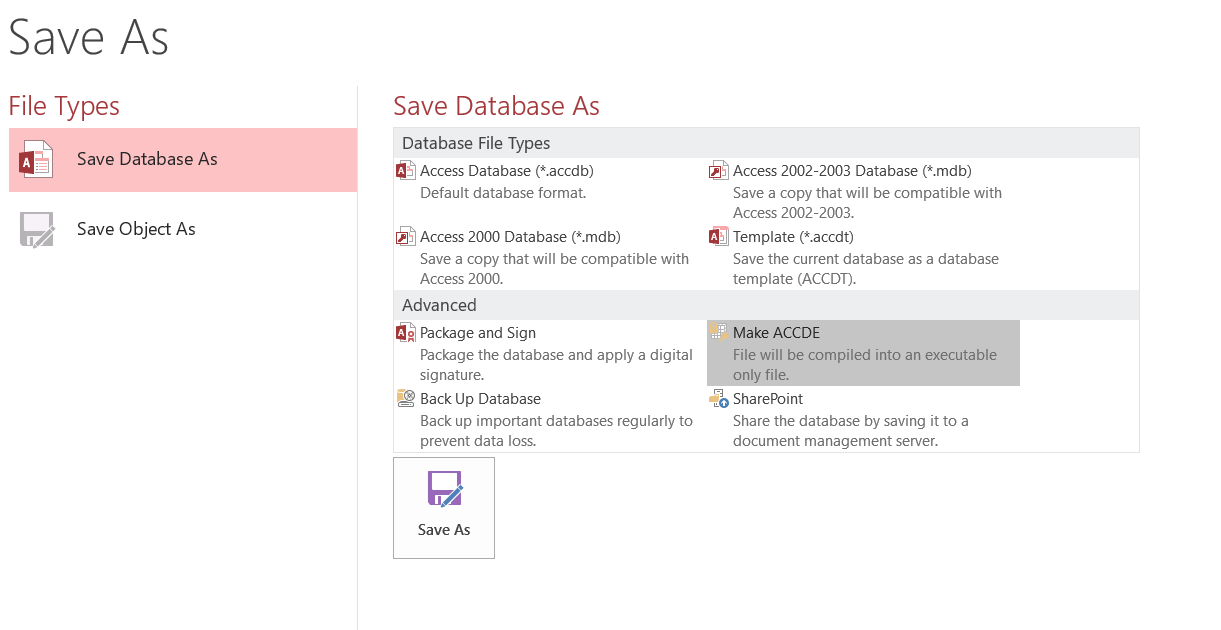 Save As
File Types
Save Database As
Save Object As
Save Database As
Database File Types
Access Database (*.accdb)
Default database format.
Access 2002-2003 Database (*.mdb)
Save a copy that will be compatible with
Access 2002-2003.
Access 2000 Database (*.mdb)
Save a copy that will be compatible with
Access 2000.
Template (*.accdt)
Save the current database as a database
template (ACCDT).
Advanced
Package and Sign
Package the database and apply a digital
signature.
Make ACCDE
File will be compiled into an executable
only file.
Back Up Database
Back up important databases regularly to
prevent data loss.
SharePoint
Share the database by saving it to a
document management server.
Save As